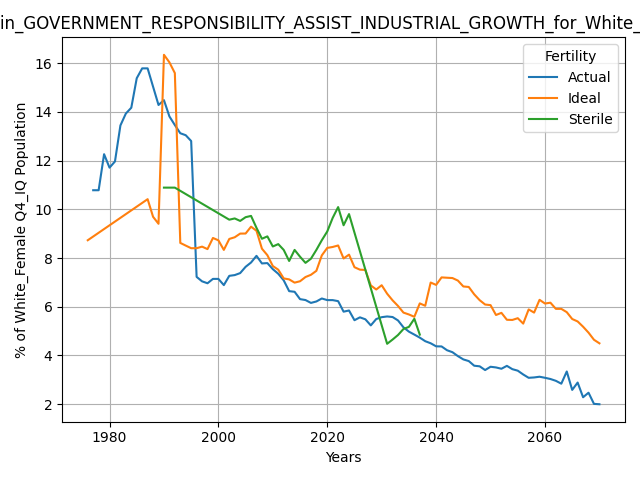 in_GOVERNMENT_RESPONSIBILITY_ASSIST_INDUSTRIAL_GROWTH_for_White_
Fertility
Actual
Ideal
Sterile
% of White_Female Q4_IQ Population
16
14
12
10
8
6
4
2
1980 2000 2020 2040 2060
Years